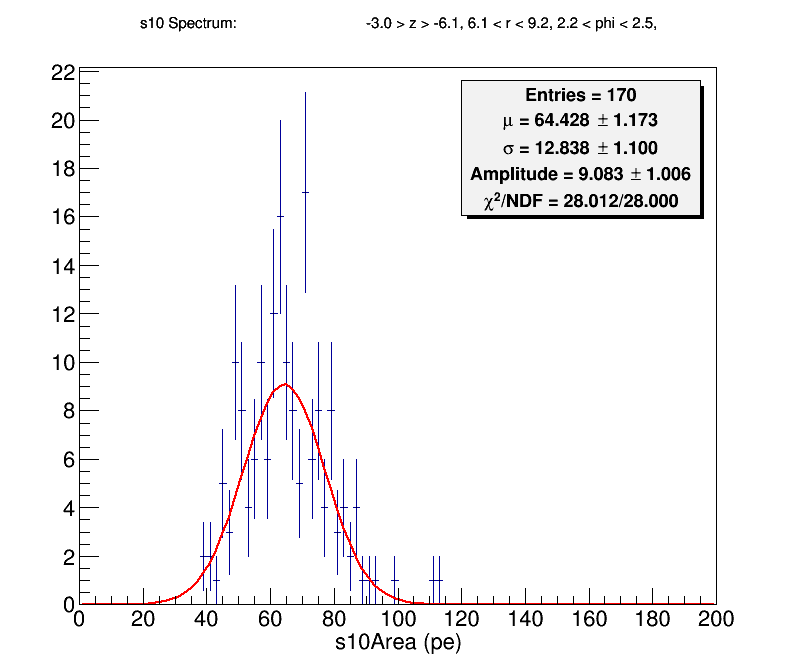 s10 Spectrum: -3.0 > z > -6.1, 6.1 < r < 9.2, 2.2 < phi < 2.5,
Entries = 170
μ = 64.428 ± 1.173
σ = 12.838 ± 1.100
Amplitude = 9.083 ± 1.006
χ²/NDF = 28.012/28.000
22
20
18
16
14
12
10
8
6
4
2
0
0 20 40 60 80 100 120 140 160 180 200
s10Area (pe)